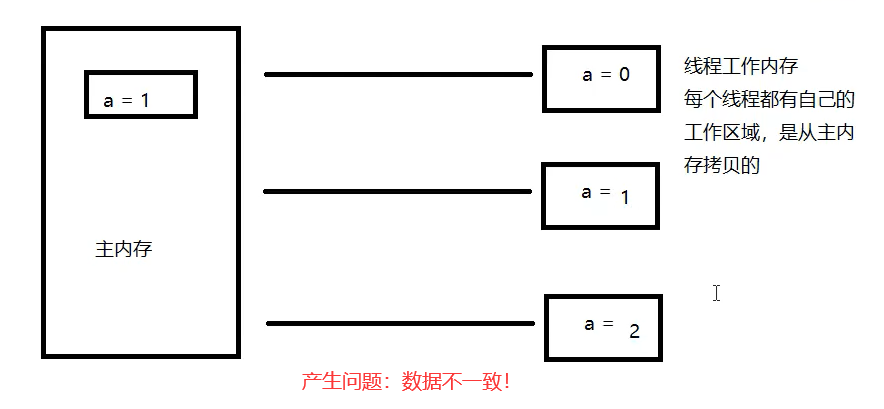 a = 1
主内存
a = 0
a = 1
a = 2
线程工作内存
每个线程都有自己的
工作区域，是从主内
存拷贝的
产生问题：数据不一致！